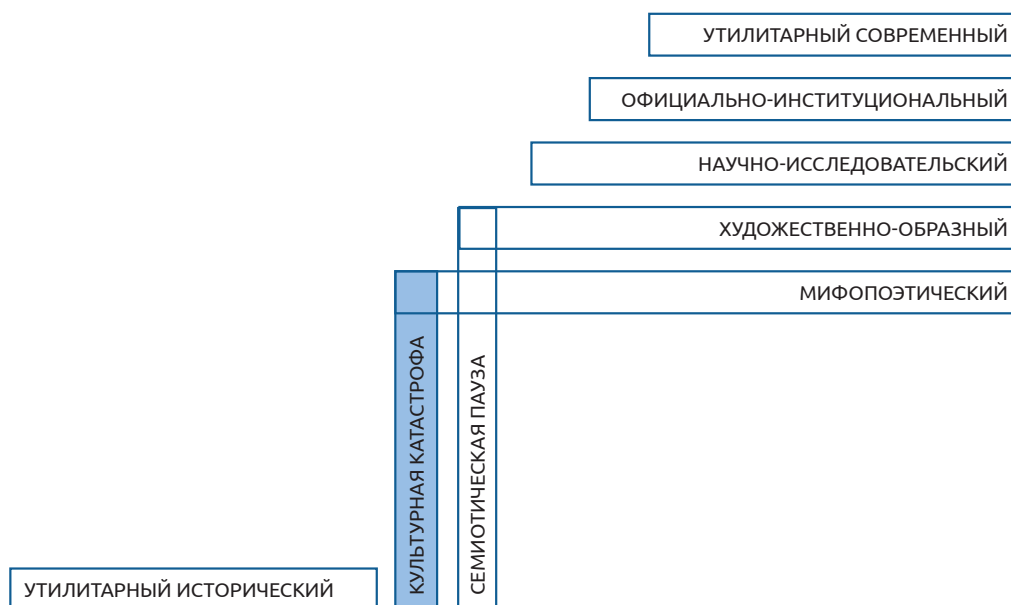 УТИЛИТАРНЫЙ СОВРЕМЕННЫЙ
ОФИЦИАЛЬНО-ИНСТИТУЦИОНАЛЬНЫЙ
НАУЧНО-ИССЛЕДОВАТЕЛЬСКИЙ
ХУДОЖЕСТВЕННО-ОБРАЗНЫЙ
МИФОПОЭТИЧЕСКИЙ
КУЛЬТУРНАЯ КАТАСТРОФА
СЕМИОТИЧЕСКАЯ ПАУЗА
УТИЛИТАРНЫЙ ИСТОРИЧЕСКИЙ